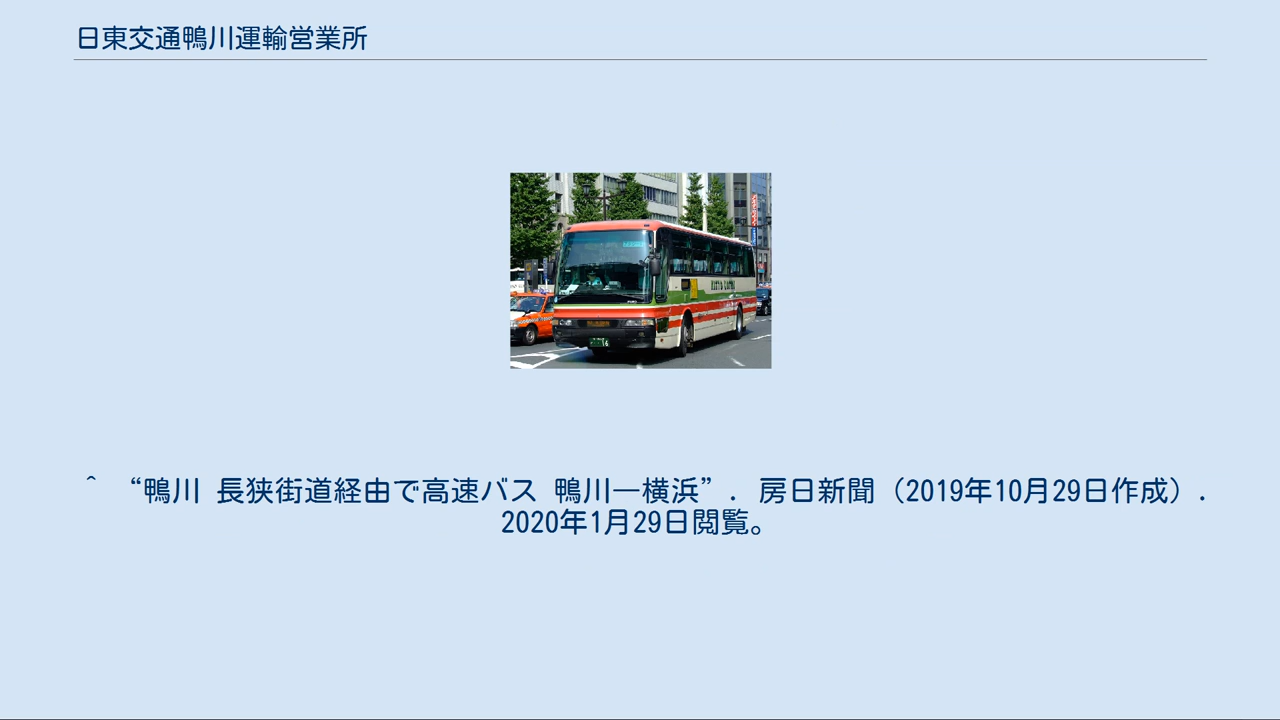 日東交通鴨川運輸営業所
^ “鴨川 長狭街道経由で高速バス 鴨川―横浜”. 房日新聞（2019年10月29日作成）.
2020年1月29日閲覧。